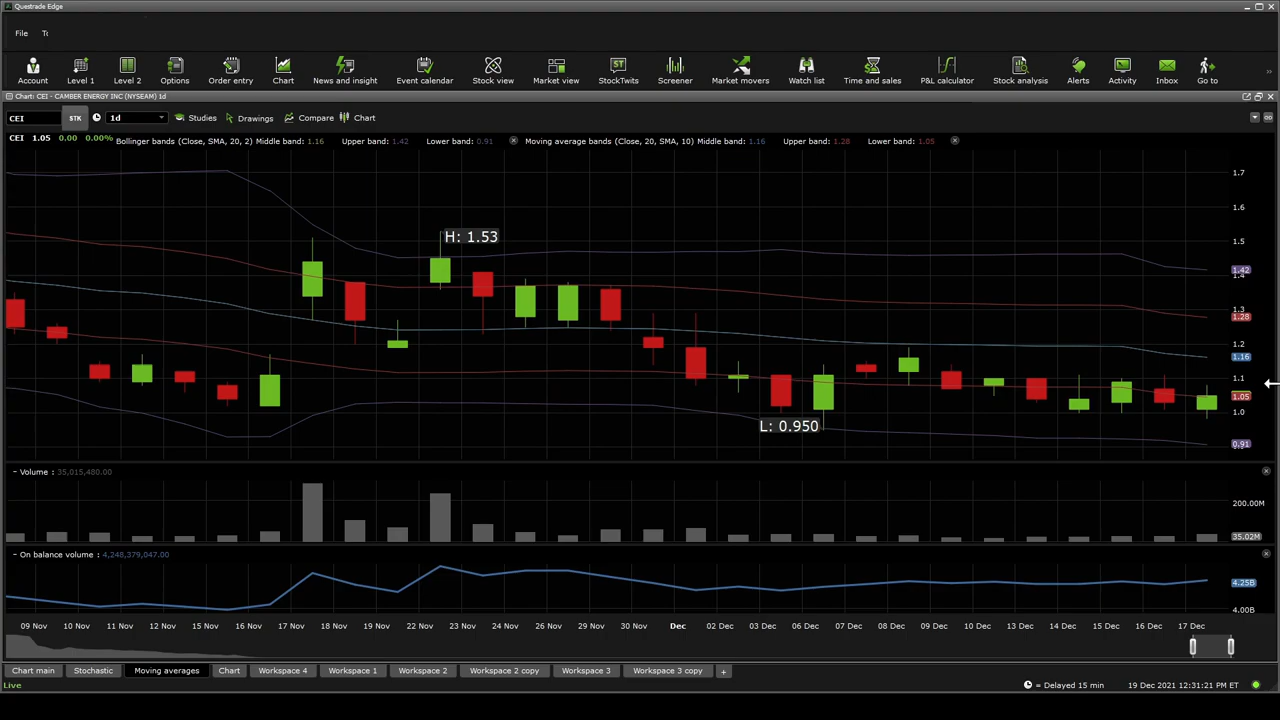 Questrade Edge
File
Account Level 1 Level 2 Options Order entry Chart News and insight Event calendar Stock view Market view StockTwits Screener Market movers Watch list Time and sales P&L calculator Stock analysis Alerts Activity Inbox Go to
Chart: CEI - CAMBER ENERGY INC (NYSEAM) 1d
CEI STK 1d Studies Drawings Compare Chart
CEI 1.05 0.00 0.00% Bollinger bands (Close, SMA, 20, 2) Middle band: 1.16 Upper band: 1.42 Lower band: 0.91 Moving average bands (Close, 20, SMA, 10) Middle band: 1.16 Upper band: 1.28 Lower band: 1.05
1.7
1.6
H: 1.53
1.5
1.42
1.4
1.3
1.28
1.2
1.16
1.1
1.05
1.0
L: 0.950
0.91
Volume: 35,015,480.00
200.00M
35.02M
On balance volume: 4,248,379,047.00
4.25B
4.00B
09 Nov 10 Nov 11 Nov 12 Nov 15 Nov 16 Nov 17 Nov 18 Nov 19 Nov 22 Nov 23 Nov 24 Nov 26 Nov 29 Nov 30 Nov Dec 02 Dec 03 Dec 06 Dec 07 Dec 08 Dec 09 Dec 10 Dec 13 Dec 14 Dec 15 Dec 16 Dec 17 Dec
Chart main Stochastic Moving averages Chart Workspace 4 Workspace 1 Workspace 2 Workspace 2 copy Workspace 3 Workspace 3 copy +
Live = Delayed 15 min 19 Dec 2021 12:31:21 PM ET